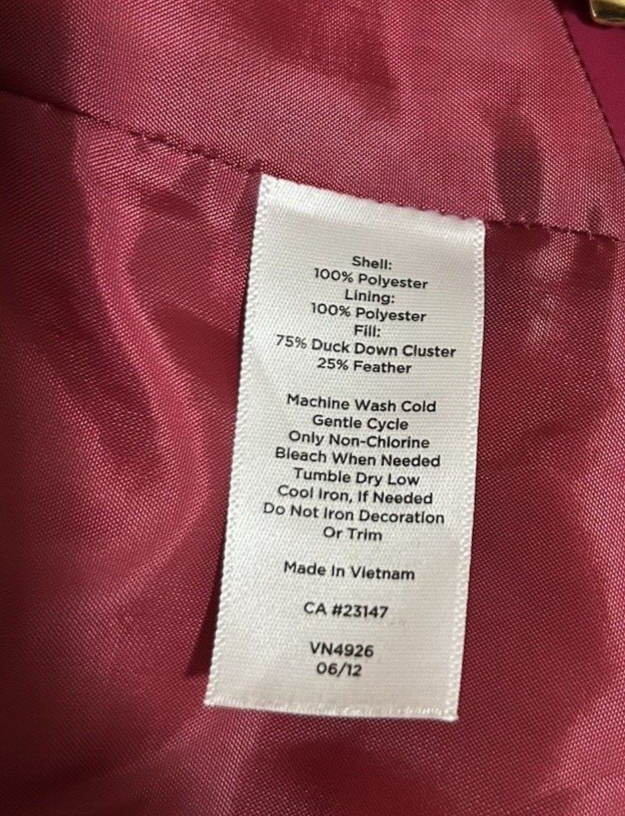 Shell:
100% Polyester
Lining:
100% Polyester
Fill:
75% Duck Down Cluster
25% Feather
Machine Wash Cold
Gentle Cycle
Only Non-Chlorine
Bleach When Needed
Tumble Dry Low
Cool Iron, If Needed
Do Not Iron Decoration
Or Trim
Made In Vietnam
CA #23147
VN4926
06/12